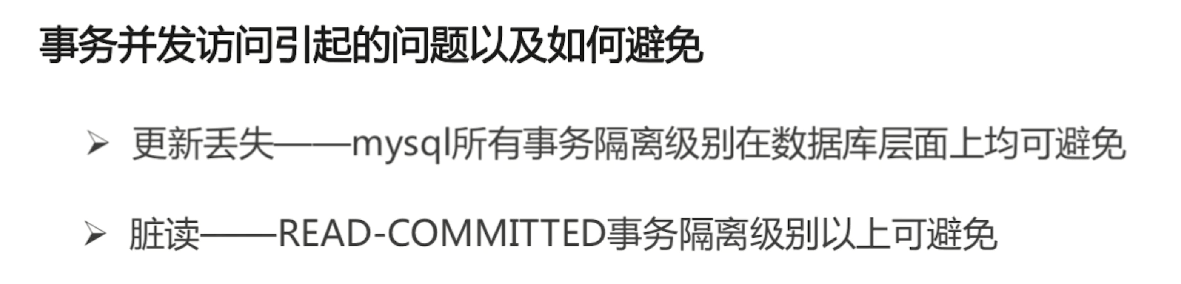 事务并发访问引起的问题以及如何避免
➢ 更新丢失——mysql所有事务隔离级别在数据库层面上均可避免
➢ 脏读——READ-COMMITTED事务隔离级别以上可避免